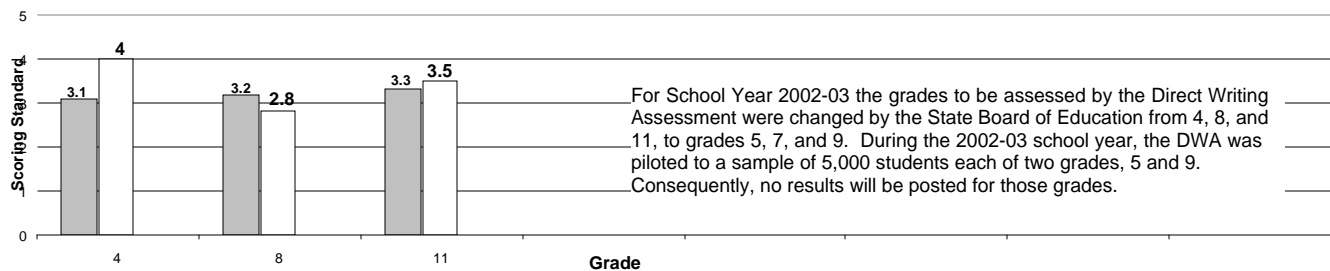 5
4
4
3.5
3.1
3.2
3.3
2.8
3
2
1
0
Scoring Standard
For School Year 2002-03 the grades to be assessed by the Direct Writing
Assessment were changed by the State Board of Education from 4, 8, and
11, to grades 5, 7, and 9. During the 2002-03 school year, the DWA was
piloted to a sample of 5,000 students each of two grades, 5 and 9.
Consequently, no results will be posted for those grades.
4
8
11
Grade